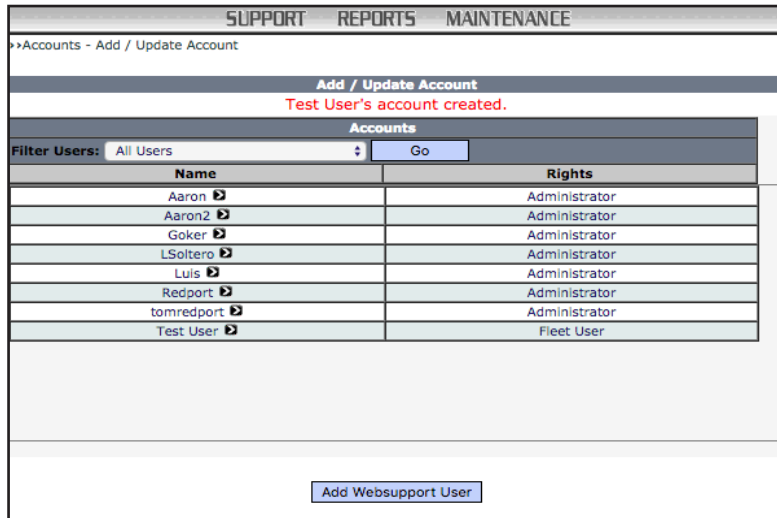 SUPPORT REPORTS MAINTENANCE
››Accounts - Add / Update Account
Add / Update Account
Test User's account created.
Accounts
Filter Users: All Users Go
Name Rights
Aaron Administrator
Aaron2 Administrator
Goker Administrator
LSoltero Administrator
Luis Administrator
Redport Administrator
tomredport Administrator
Test User Fleet User
Add Websupport User